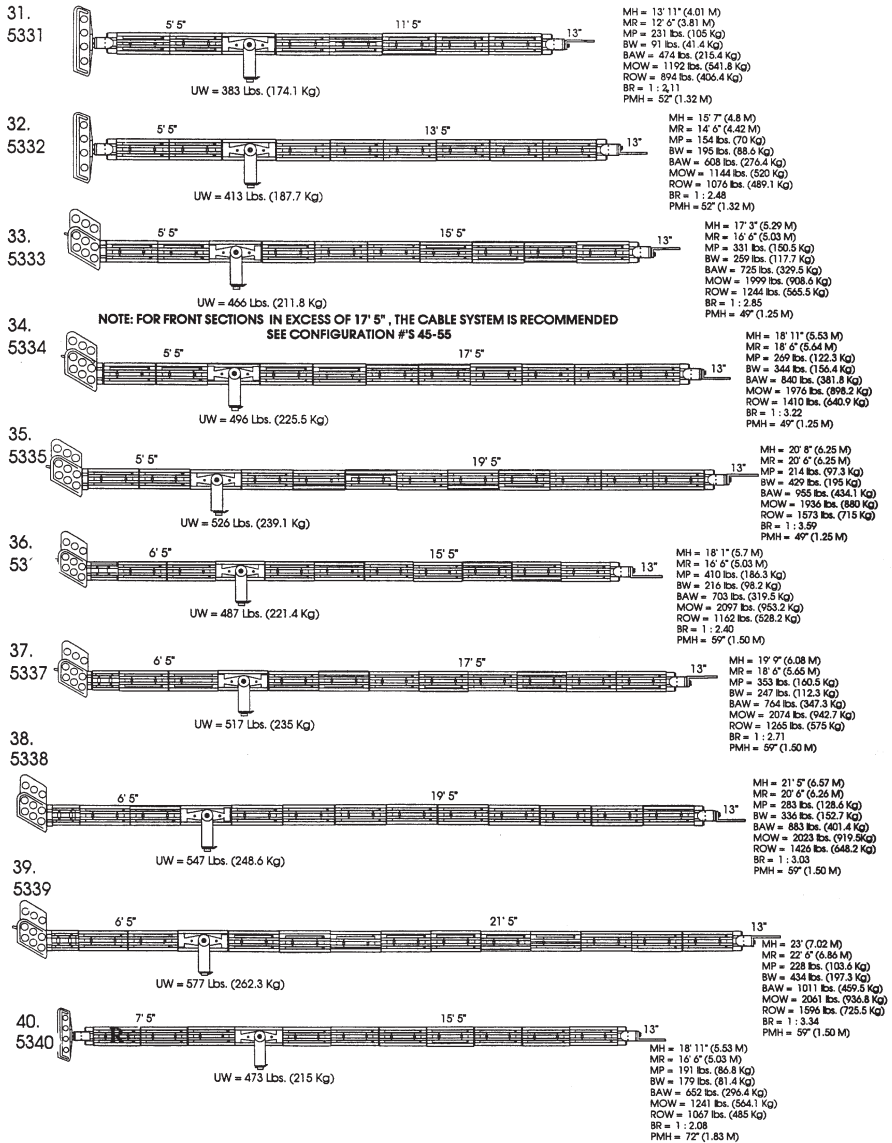 31.
5331
5' 5"
11' 5"
13"
UW = 383 Lbs. (174.1 Kg)
MH = 13' 11" (4.01 M)
MR = 12' 6" (3.81 M)
MP = 231 lbs. (105 Kg)
BW = 91 lbs. (41.4 Kg)
BAW = 474 lbs. (215.4 Kg)
MOW = 1192 lbs. (541.8 Kg)
ROW = 894 lbs. (406.4 Kg)
BR = 1 : 2.11
PMH = 52" (1.32 M)
32.
5332
5' 5"
13' 5"
13"
UW = 413 Lbs. (187.7 Kg)
MH = 15' 7" (4.8 M)
MR = 14' 6" (4.42 M)
MP = 154 lbs. (70 Kg)
BW = 195 lbs. (88.6 Kg)
BAW = 608 lbs. (276.4 Kg)
MOW = 1144 lbs. (520 Kg)
ROW = 1076 lbs. (489.1 Kg)
BR = 1 : 2.48
PMH = 52" (1.32 M)
33.
5333
5' 5"
15' 5"
13"
UW = 466 Lbs. (211.8 Kg)
MH = 17' 3" (5.29 M)
MR = 16' 6" (5.03 M)
MP = 331 lbs. (150.5 Kg)
BW = 259 lbs. (117.7 Kg)
BAW = 725 lbs. (329.5 Kg)
MOW = 1999 lbs. (908.6 Kg)
ROW = 1244 lbs. (565.5 Kg)
BR = 1 : 2.85
PMH = 49" (1.25 M)
NOTE: FOR FRONT SECTIONS IN EXCESS OF 17' 5" , THE CABLE SYSTEM IS RECOMMENDED
SEE CONFIGURATION #'S 45-55
34.
5334
5' 5"
17' 5"
13"
UW = 496 Lbs. (225.5 Kg)
MH = 18' 11" (5.53 M)
MR = 18' 6" (5.64 M)
MP = 269 lbs. (122.3 Kg)
BW = 344 lbs. (156.4 Kg)
BAW = 840 lbs. (381.8 Kg)
MOW = 1976 lbs. (898.2 Kg)
ROW = 1410 lbs. (640.9 Kg)
BR = 1 : 3.22
PMH = 49" (1.25 M)
35.
5335
5' 5"
19' 5"
13"
UW = 526 Lbs. (239.1 Kg)
MH = 20' 8" (6.25 M)
MR = 20' 6" (6.25 M)
MP = 214 lbs. (97.3 Kg)
BW = 429 lbs. (195 Kg)
BAW = 955 lbs. (434.1 Kg)
MOW = 1936 lbs. (880 Kg)
ROW = 1573 lbs. (715 Kg)
BR = 1 : 3.59
PMH = 49" (1.25 M)
36.
53
6' 5"
15' 5"
13"
UW = 487 Lbs. (221.4 Kg)
MH = 18' 1" (5.7 M)
MR = 16' 6" (5.03 M)
MP = 410 lbs. (186.3 Kg)
BW = 216 lbs. (98.2 Kg)
BAW = 703 lbs. (319.5 Kg)
MOW = 2097 lbs. (953.2 Kg)
ROW = 1162 lbs. (528.2 Kg)
BR = 1 : 2.40
PMH = 59" (1.50 M)
37.
5337
6' 5"
17' 5"
13"
UW = 517 Lbs. (235 Kg)
MH = 19' 9" (6.08 M)
MR = 18' 6" (5.65 M)
MP = 353 lbs. (160.5 Kg)
BW = 247 lbs. (112.3 Kg)
BAW = 764 lbs. (347.3 Kg)
MOW = 2074 lbs. (942.7 Kg)
ROW = 1265 lbs. (575 Kg)
BR = 1 : 2.71
PMH = 59" (1.50 M)
38.
5338
6' 5"
19' 5"
13"
UW = 547 Lbs. (248.6 Kg)
MH = 21' 5" (6.57 M)
MR = 20' 6" (6.26 M)
MP = 283 lbs. (128.6 Kg)
BW = 336 lbs. (152.7 Kg)
BAW = 883 lbs. (401.4 Kg)
MOW = 2023 lbs. (919.5Kg)
ROW = 1426 lbs. (648.2 Kg)
BR = 1 : 3.03
PMH = 59" (1.50 M)
39.
5339
6' 5"
21' 5"
13"
UW = 577 Lbs. (262.3 Kg)
MH = 23' (7.02 M)
MR = 22' 6" (6.86 M)
MP = 228 lbs. (103.6 Kg)
BW = 434 lbs. (197.3 Kg)
BAW = 1011 lbs. (459.5 Kg)
MOW = 2061 lbs. (936.8 Kg)
ROW = 1596 lbs. (725.5 Kg)
BR = 1 : 3.34
PMH = 59" (1.50 M)
40.
5340
7' 5"
15' 5"
13"
R
UW = 473 Lbs. (215 Kg)
MH = 18' 11" (5.53 M)
MR = 16' 6" (5.03 M)
MP = 191 lbs. (86.8 Kg)
BW = 179 lbs. (81.4 Kg)
BAW = 652 lbs. (296.4 Kg)
MOW = 1241 lbs. (564.1 Kg)
ROW = 1067 lbs. (485 Kg)
BR = 1 : 2.08
PMH = 72" (1.83 M)